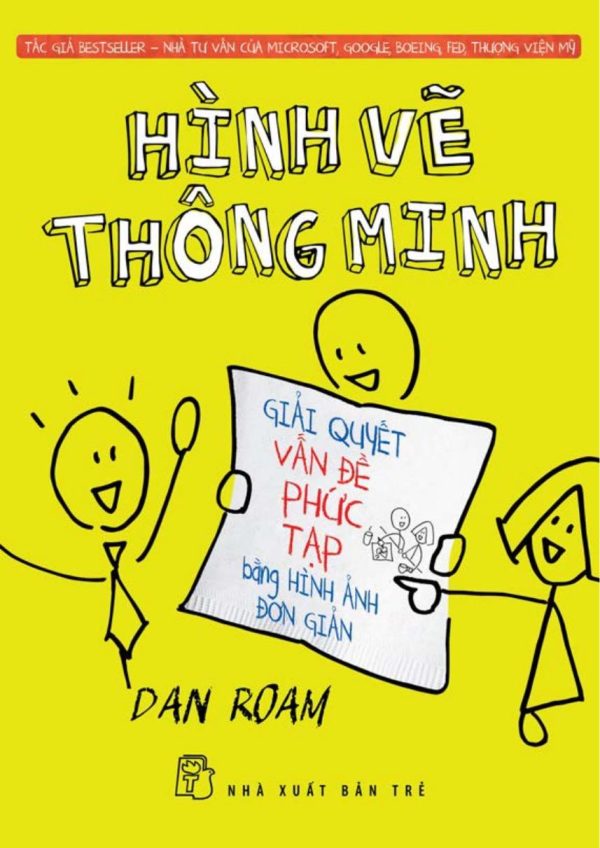 TÁC GIẢ BESTSELLER – NHÀ TƯ VẤN CỦA MICROSOFT, GOOGLE, BOEING, FED, THƯỢNG VIỆN MỸ
HÌNH VẼ
THÔNG MINH
GIẢI QUYẾT
VẤN ĐỀ
PHỨC
TẠP
bằng HÌNH ẢNH
ĐƠN GIẢN
DAN ROAM
T
NHÀ XUẤT BẢN TRẺ